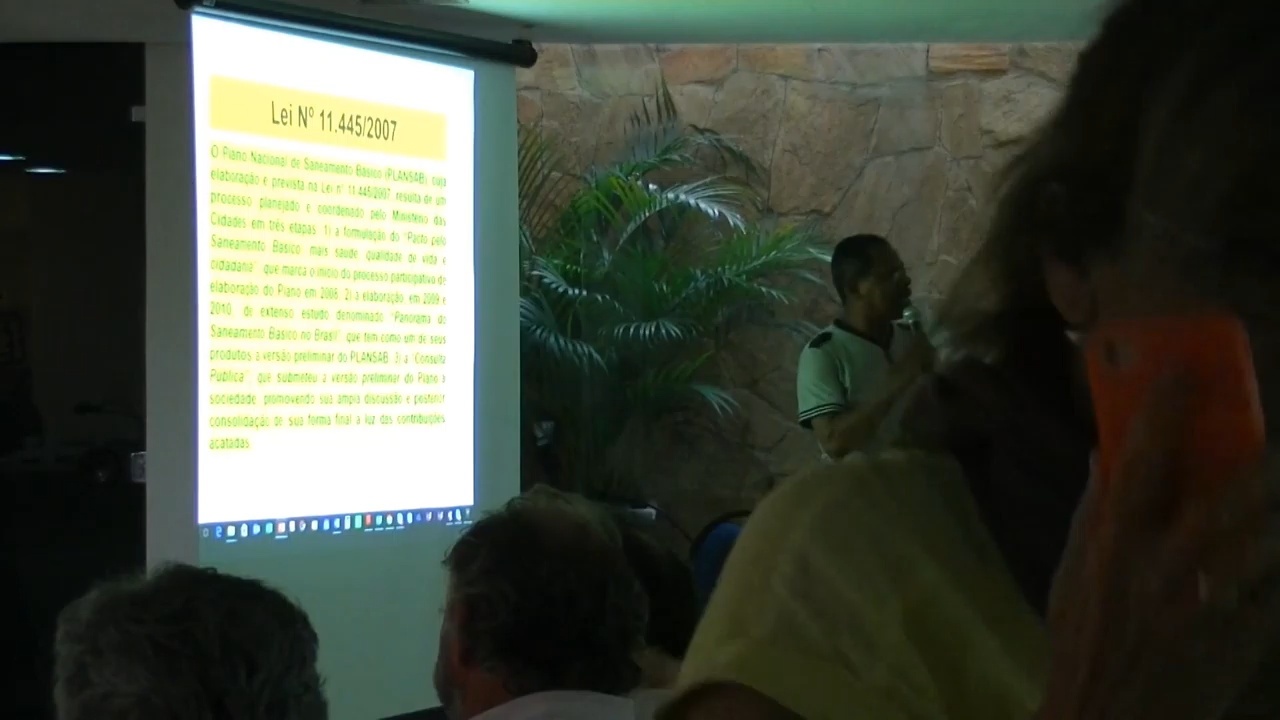 Lei Nº 11.445/2007
O Plano Nacional de Saneamento Básico (PLANSAB), cuja
elaboração é prevista na Lei nº 11.445/2007, resulta de um
processo planejado e coordenado pelo Ministério das
Cidades em três etapas: 1) a formulação do "Pacto pelo
Saneamento Básico: mais saúde, qualidade de vida e
cidadania", que marca o início do processo participativo de
elaboração do Plano em 2008; 2) a elaboração, em 2009 e
2010, do extenso estudo denominado "Panorama do
Saneamento Básico no Brasil", que tem como um de seus
produtos a versão preliminar do PLANSAB; 3) a "Consulta
Pública", que submeteu a versão preliminar do Plano à
sociedade, promovendo sua ampla discussão e posterior
consolidação de sua forma final à luz das contribuições
acatadas.